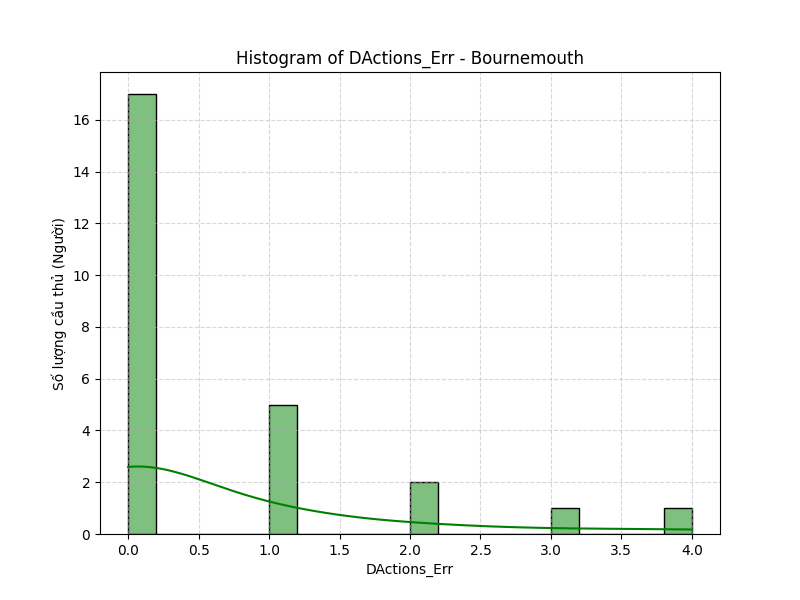 Histogram of DActions_Err - Bournemouth
Số lượng cầu thủ (Người)
16
14
12
10
8
6
4
2
0
0.0 0.5 1.0 1.5 2.0 2.5 3.0 3.5 4.0
DActions_Err